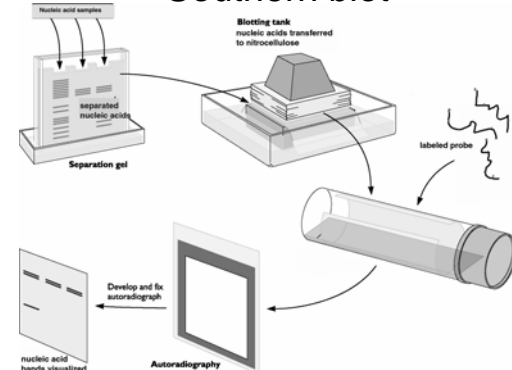 Southern blot
Nucleic acid samples
Blotting tank
nucleic acids transferred
to nitrocellulose
separated
nucleic acids
Separation gel
labeled probe
Develop and fix
autoradiograph
Autoradiography
nucleic acid
bands visualized